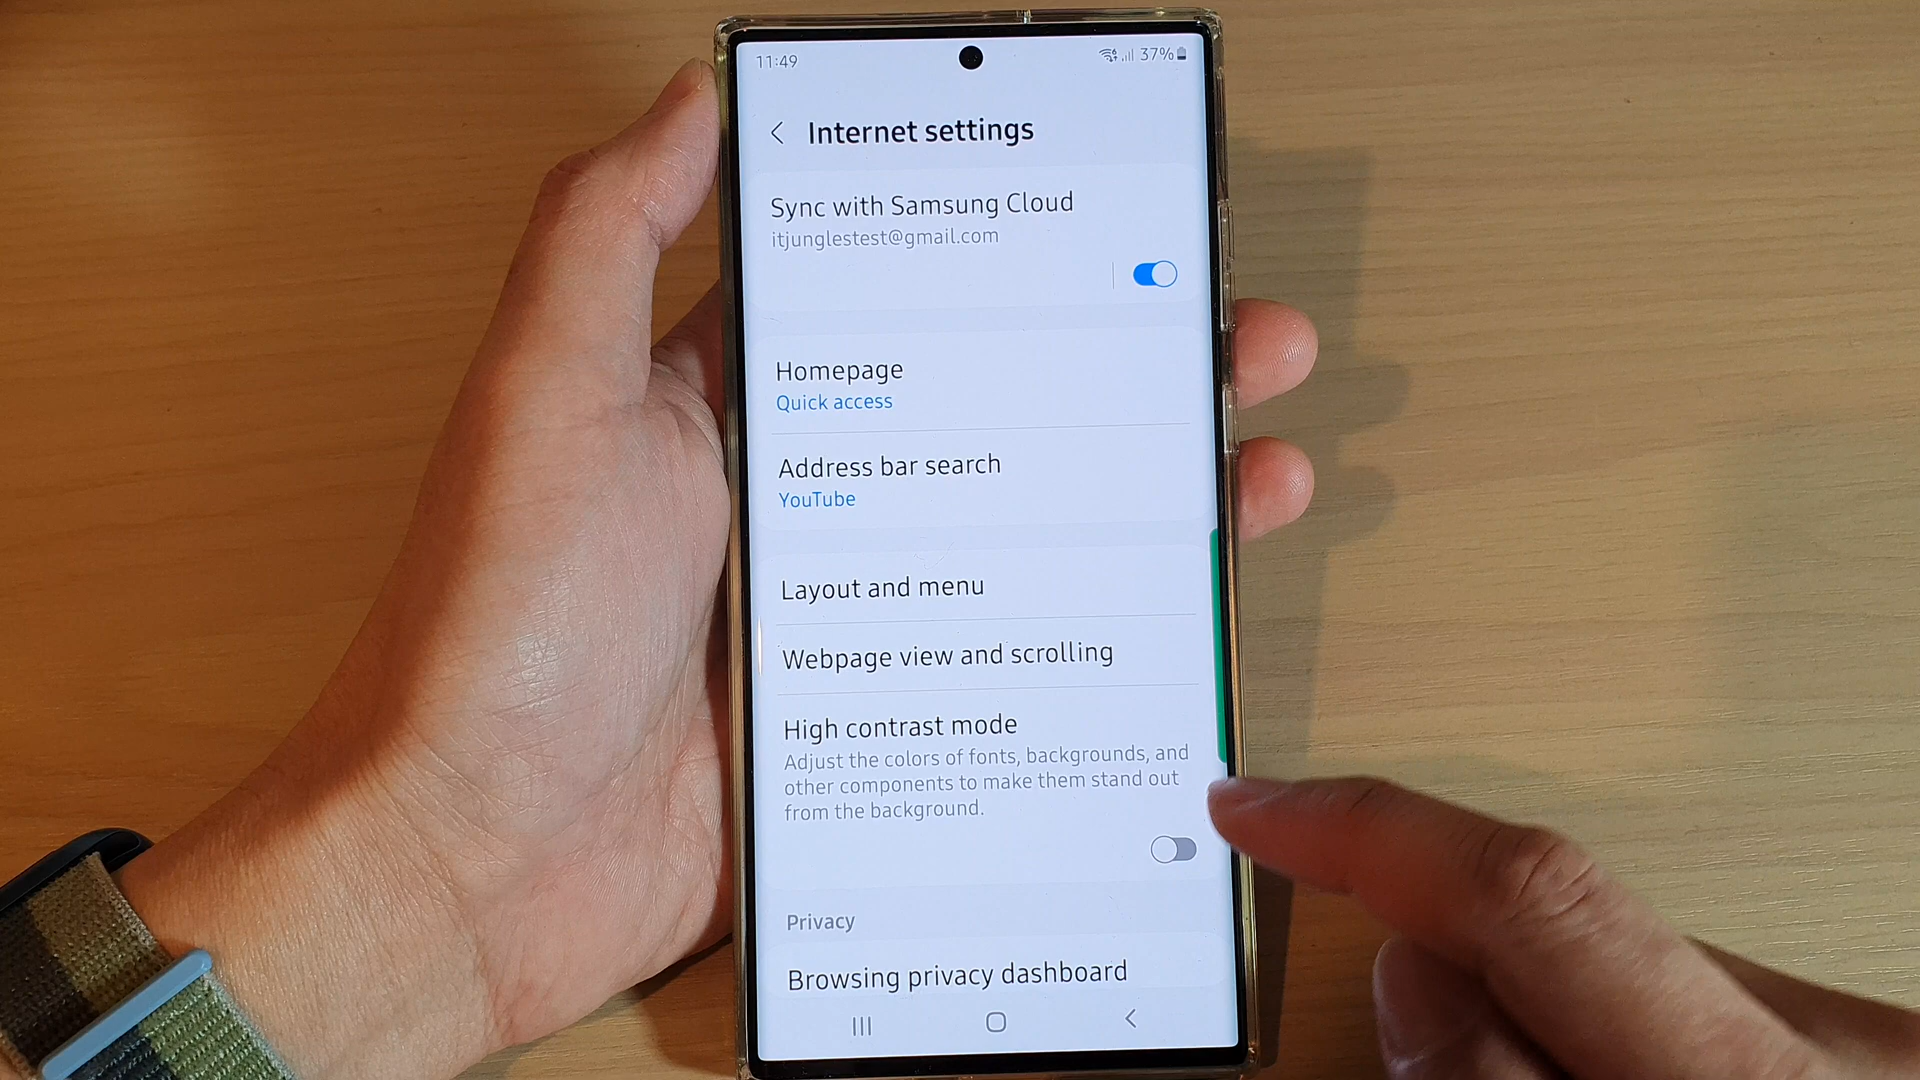 11:49
37%
Internet settings
Sync with Samsung Cloud
itjunglestest@gmail.com
Homepage
Quick access
Address bar search
YouTube
Layout and menu
Webpage view and scrolling
High contrast mode
Adjust the colors of fonts, backgrounds, and
other components to make them stand out
from the background.
Privacy
Browsing privacy dashboard